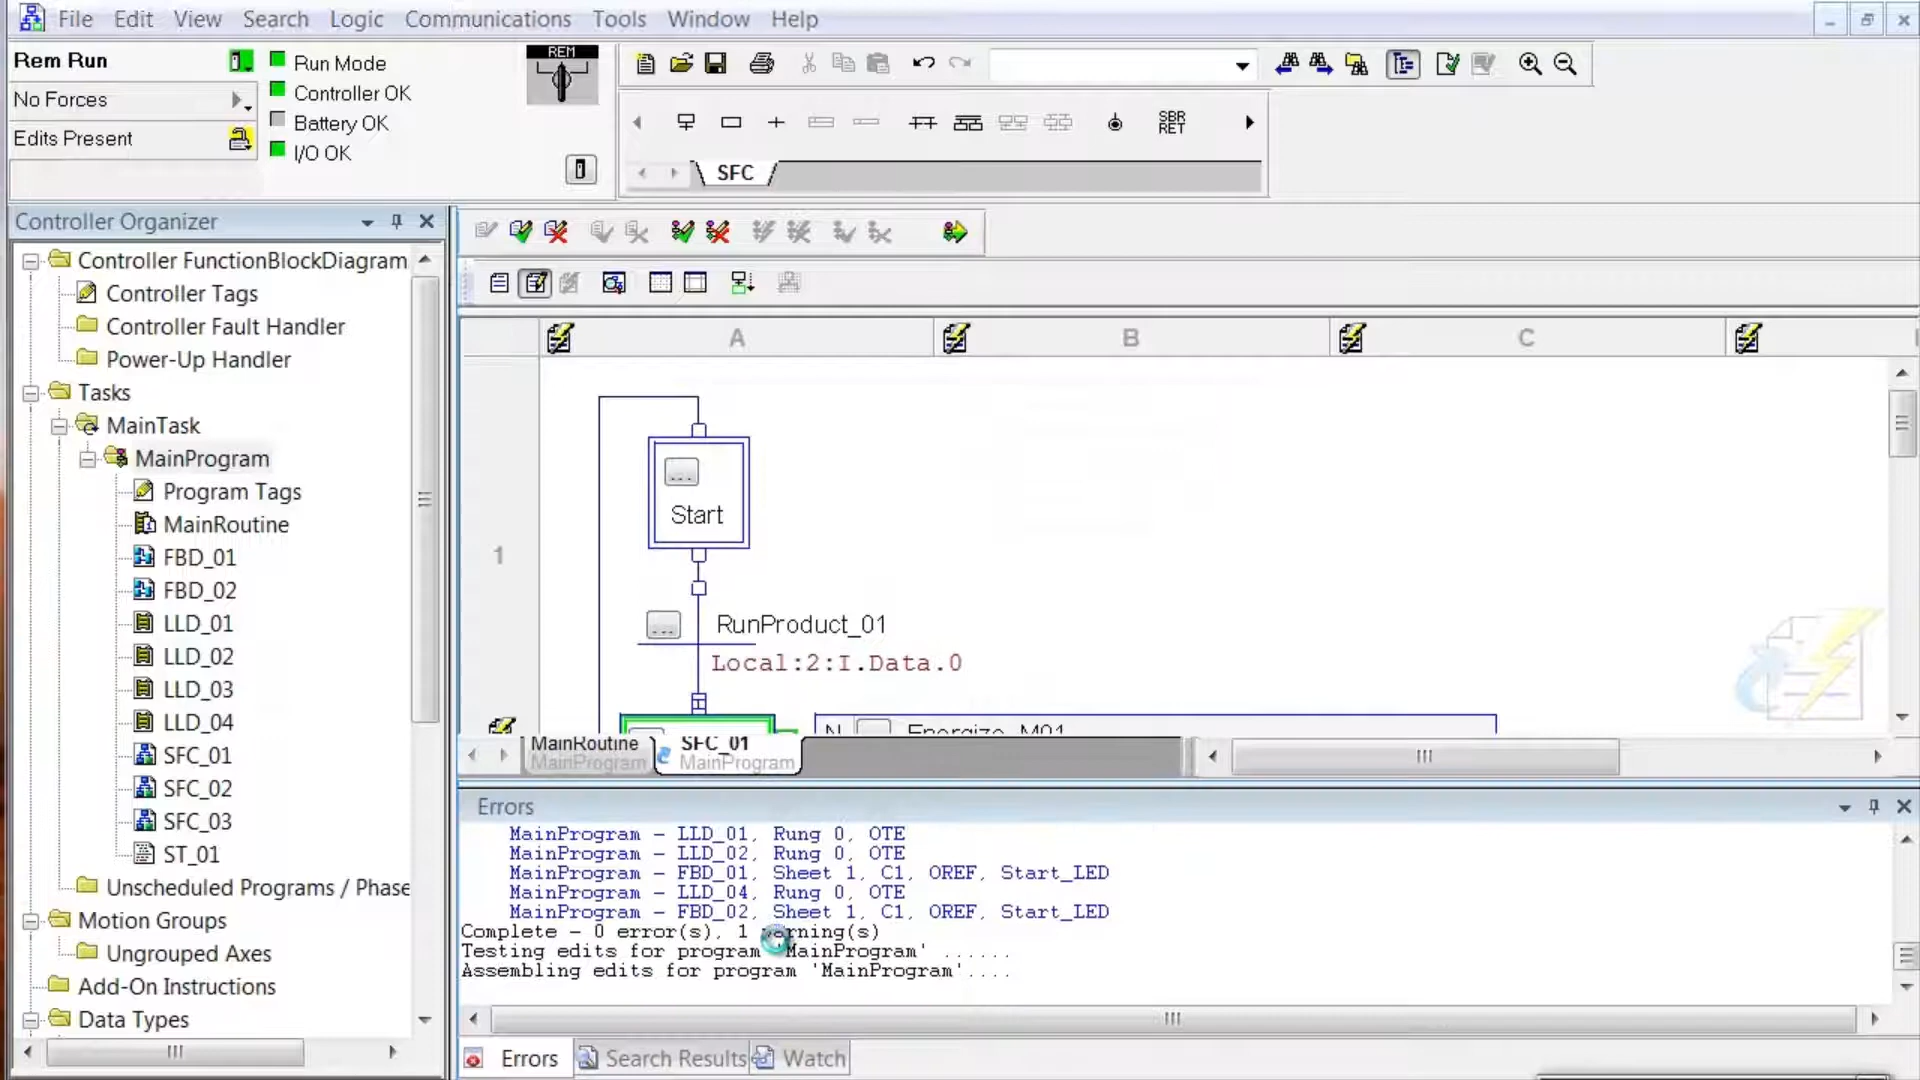 File Edit View Search Logic Communications Tools Window Help
Rem Run
No Forces
Edits Present
Run Mode
Controller OK
Battery OK
I/O OK
REM
SBR
RET
SFC
Controller Organizer
Controller FunctionBlockDiagram
Controller Tags
Controller Fault Handler
Power-Up Handler
Tasks
MainTask
MainProgram
Program Tags
MainRoutine
FBD_01
FBD_02
LLD_01
LLD_02
LLD_03
LLD_04
SFC_01
SFC_02
SFC_03
ST_01
Unscheduled Programs / Phase
Motion Groups
Ungrouped Axes
Add-On Instructions
Data Types
A B C
1
Start
RunProduct_01
Local:2:I.Data.0
N Energize_M01
MainRoutine
MainProgram
SFC_01
MainProgram
Errors
MainProgram - LLD_01, Rung 0, OTE
MainProgram - LLD_02, Rung 0, OTE
MainProgram - FBD_01, Sheet 1, C1, OREF, Start_LED
MainProgram - LLD_04, Rung 0, OTE
MainProgram - FBD_02, Sheet 1, C1, OREF, Start_LED
Complete - 0 error(s), 1 warning(s)
Testing edits for program 'MainProgram' ......
Assembling edits for program 'MainProgram'....
Errors Search Results Watch